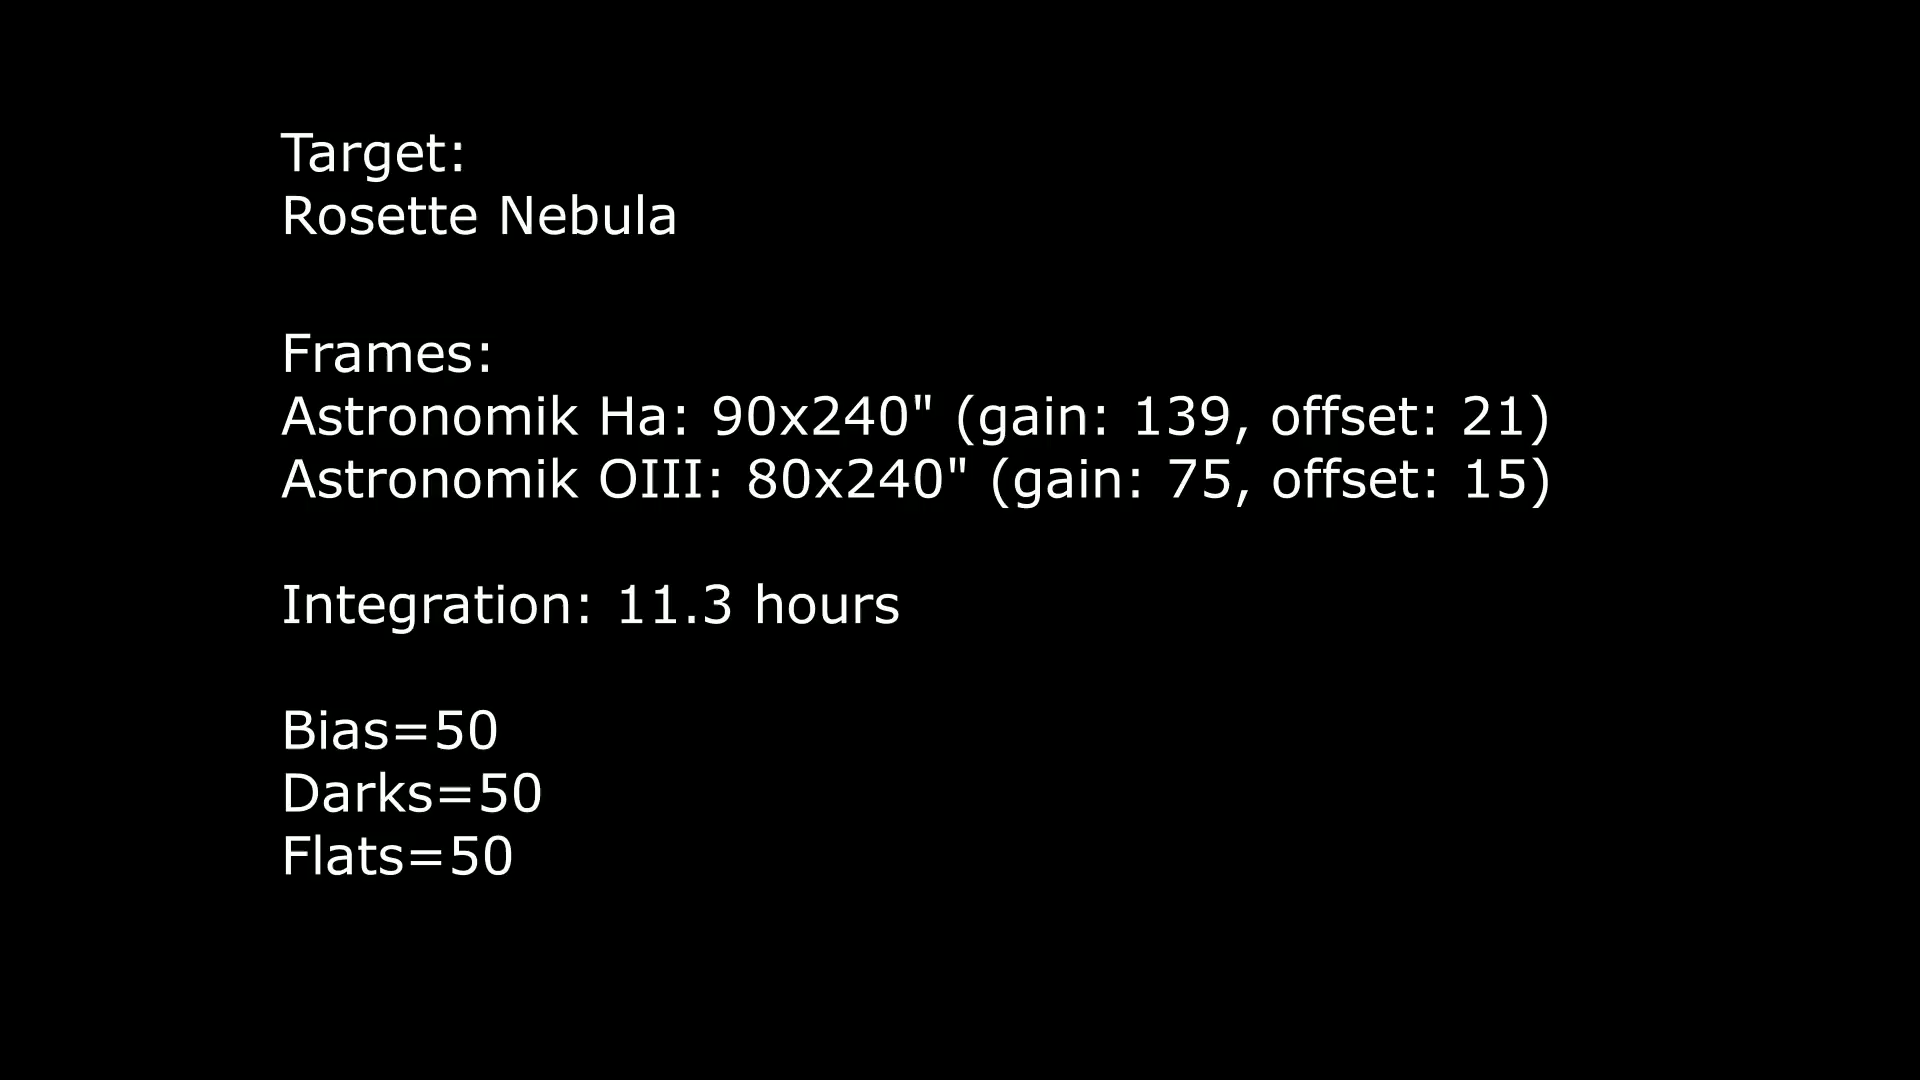 Target:
Rosette Nebula
Frames:
Astronomik Ha: 90x240" (gain: 139, offset: 21)
Astronomik OIII: 80x240" (gain: 75, offset: 15)
Integration: 11.3 hours
Bias=50
Darks=50
Flats=50